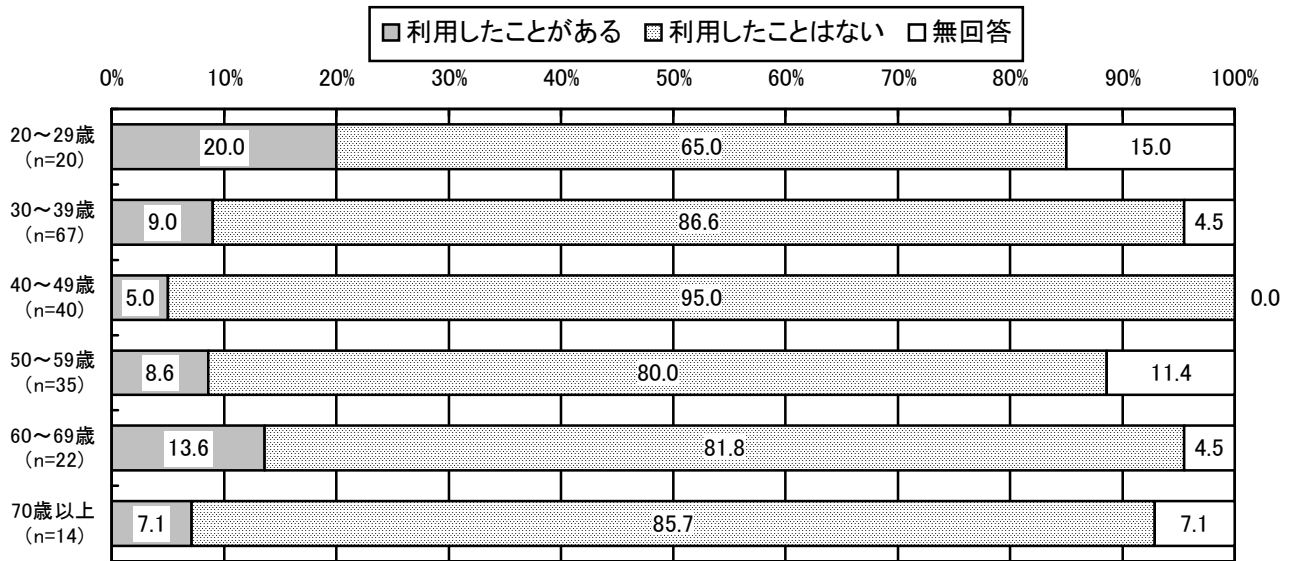 利用したことがある 利用したことはない 無回答
0% 10% 20% 30% 40% 50% 60% 70% 80% 90% 100%
20～29歳
(n=20)
20.0 65.0 15.0
30～39歳
(n=67)
9.0 86.6 4.5
40～49歳
(n=40)
5.0 95.0 0.0
50～59歳
(n=35)
8.6 80.0 11.4
60～69歳
(n=22)
13.6 81.8 4.5
70歳以上
(n=14)
7.1 85.7 7.1